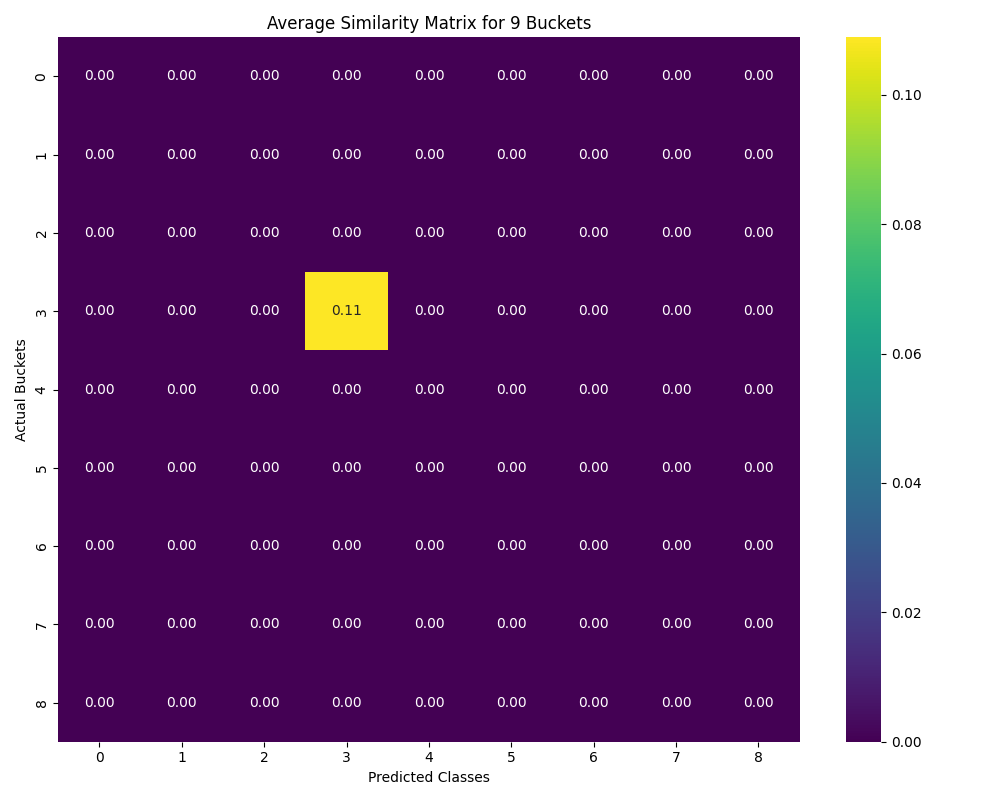 Average Similarity Matrix for 9 Buckets
0 0.00 0.00 0.00 0.00 0.00 0.00 0.00 0.00 0.00
1 0.00 0.00 0.00 0.00 0.00 0.00 0.00 0.00 0.00
2 0.00 0.00 0.00 0.00 0.00 0.00 0.00 0.00 0.00
3 0.00 0.00 0.00 0.11 0.00 0.00 0.00 0.00 0.00
4 0.00 0.00 0.00 0.00 0.00 0.00 0.00 0.00 0.00
5 0.00 0.00 0.00 0.00 0.00 0.00 0.00 0.00 0.00
6 0.00 0.00 0.00 0.00 0.00 0.00 0.00 0.00 0.00
7 0.00 0.00 0.00 0.00 0.00 0.00 0.00 0.00 0.00
8 0.00 0.00 0.00 0.00 0.00 0.00 0.00 0.00 0.00
0 1 2 3 4 5 6 7 8
Predicted Classes
Actual Buckets
0.10
0.08
0.06
0.04
0.02
0.00